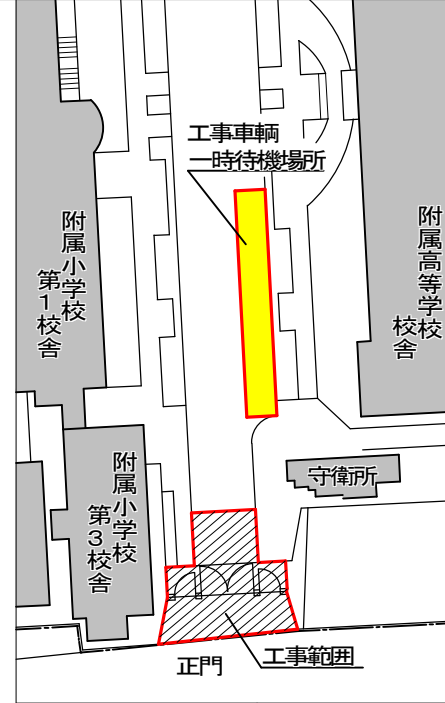 工事車輌
一時待機場所
附属小学校
第1校舎
附属高等学校
校舎
附属小学校
第3校舎
守衛所
正門
工事範囲